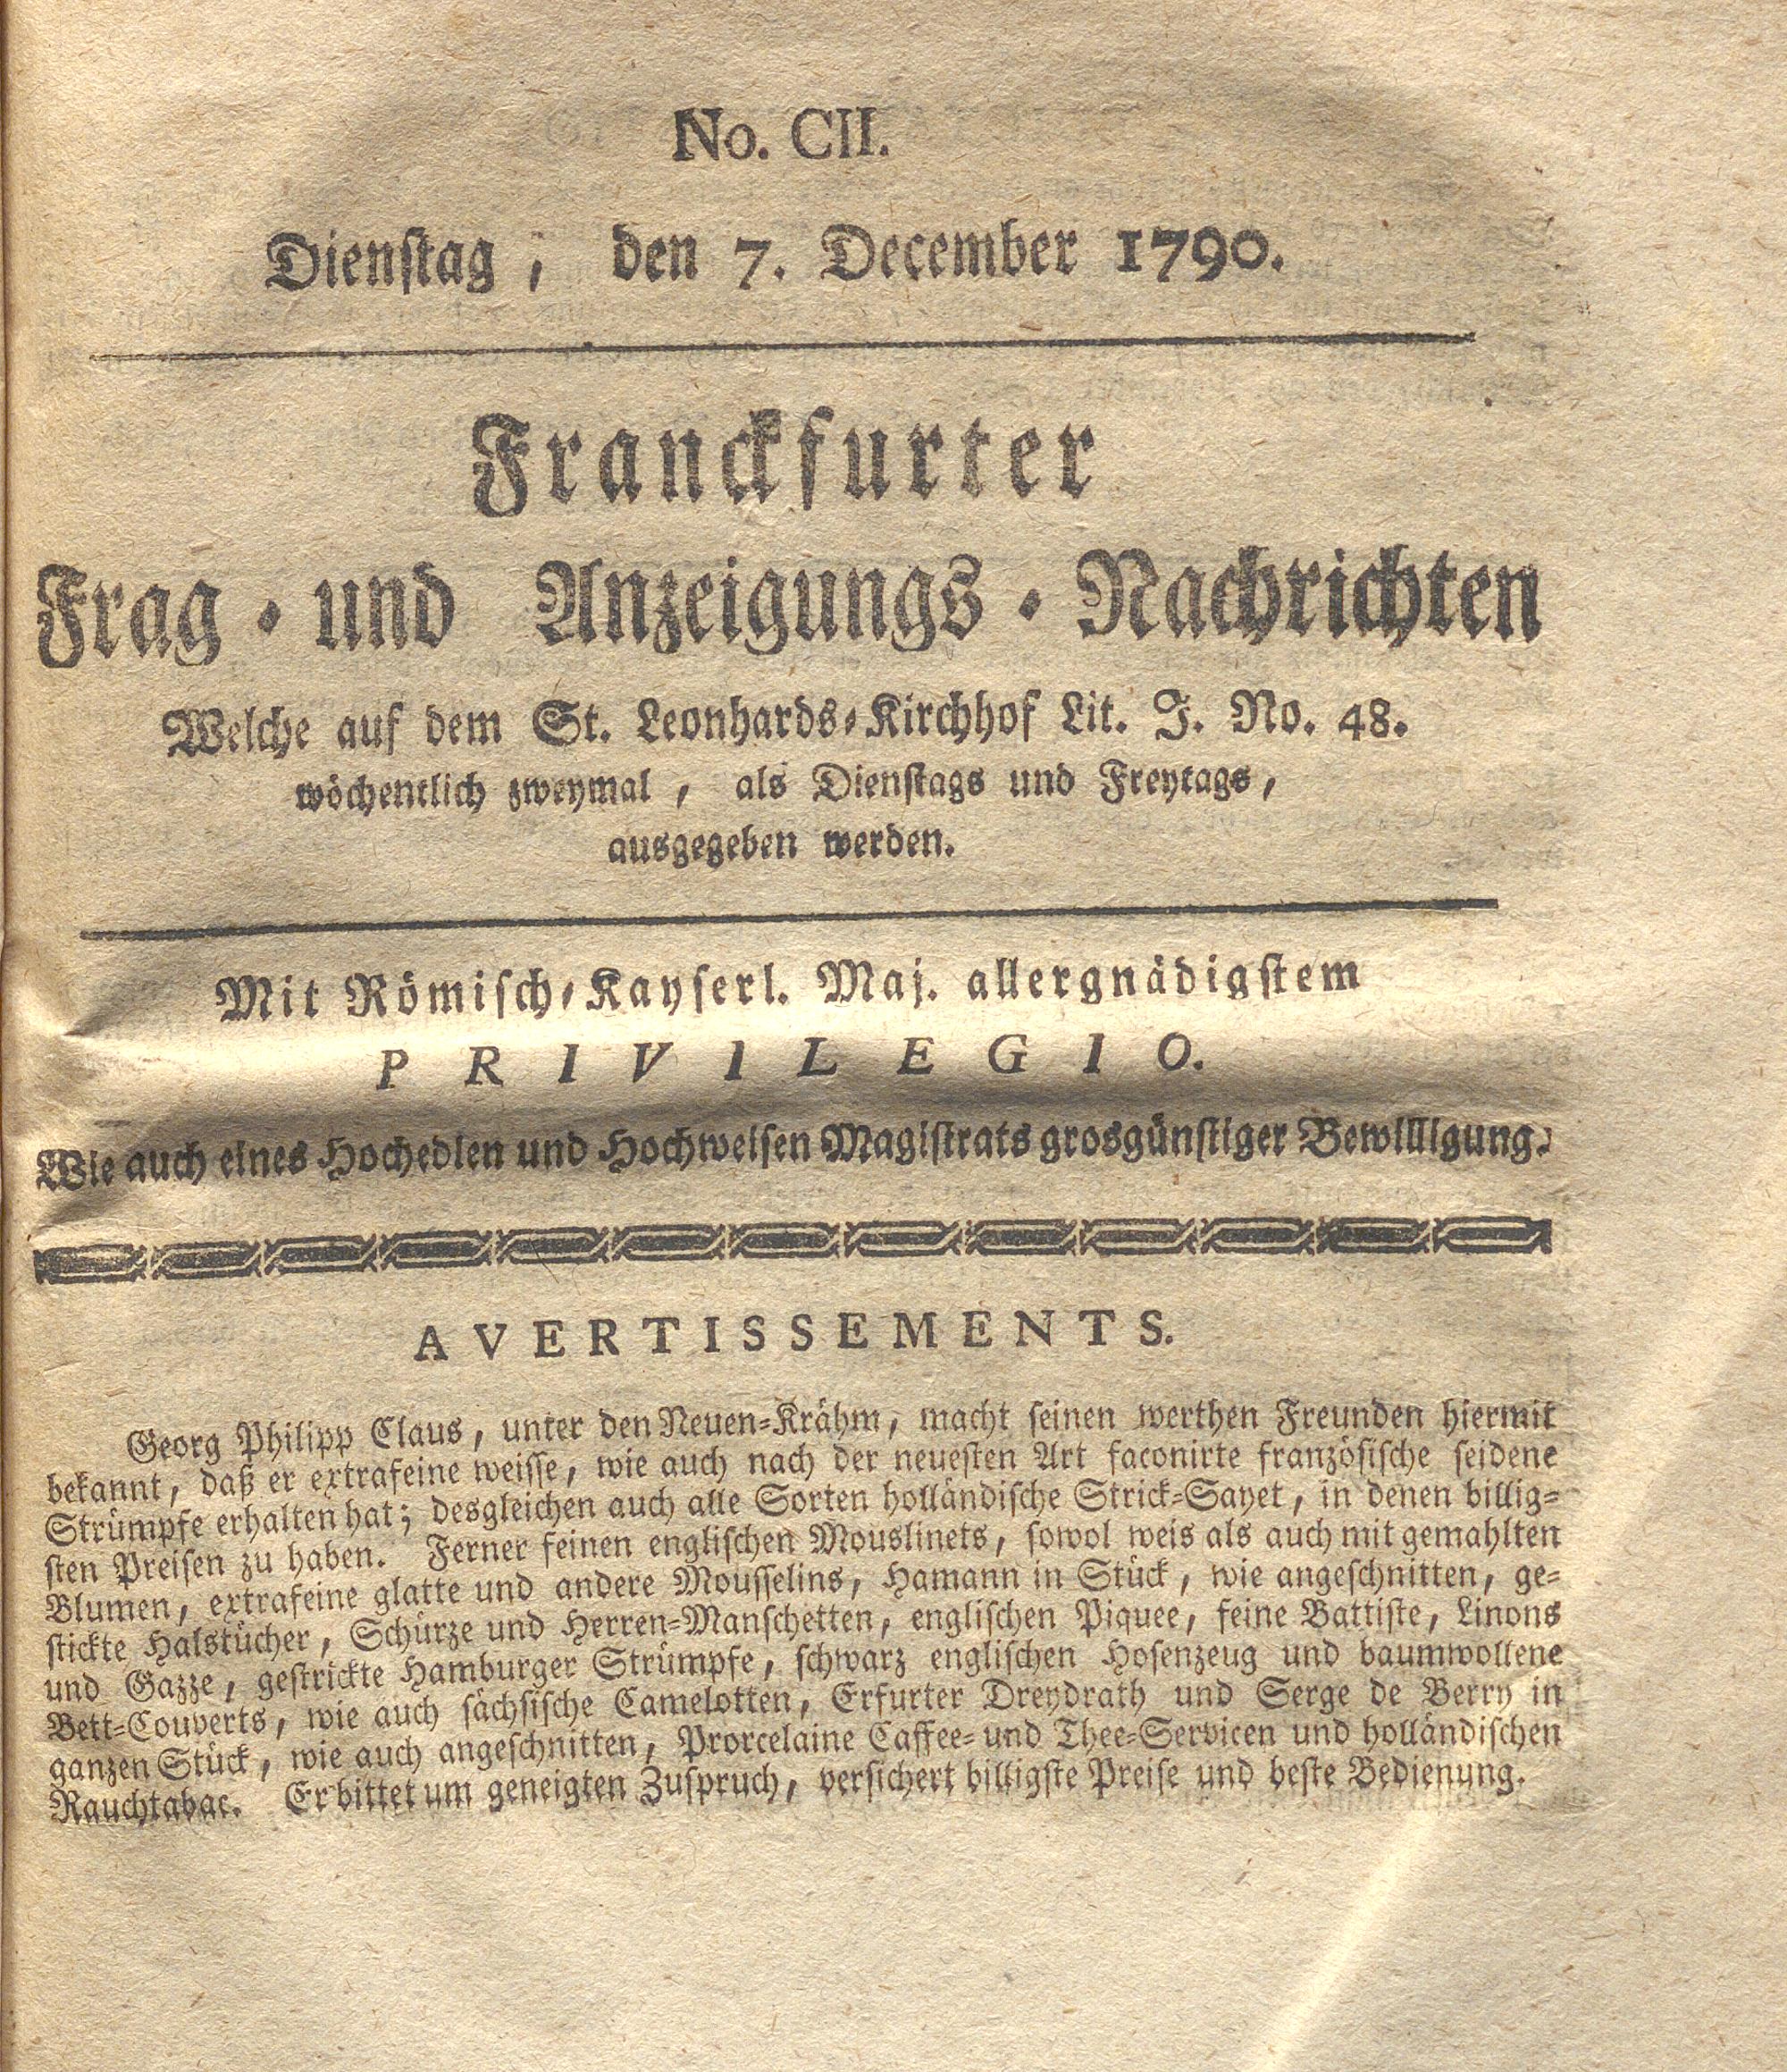 No. CII.
Dienstag, den 7. December 1790.
Franckfurter
Frag- und Anzeigungs-Nachrichten
Welche auf dem St. Leonhards-Kirchhof Lit. J. No. 48.
wöchentlich zweymal, als Dienstags und Freytags,
ausgegeben werden.
Mit Römisch-Kayserl. Maj. allergnädigstem
PRIVILEGIO.
Wie auch eines Hochedlen und Hochweisen Magistrats grosgünstiger Bewilligung.
AVERTISSEMENTS.
Georg Philipp Claus, unter den Neuen-Krähm, macht seinen werthen Freunden hiermit
bekannt, daß er extrafeine weisse, wie auch nach der neuesten Art faconirte französische seidene
Strümpfe erhalten hat; desgleichen auch alle Sorten holländische Strick-Sayet, in denen billig-
sten Preisen zu haben. Ferner feinen englischen Mouslinets, sowol weis als auch mit gemahlten
Blumen, extrafeine glatte und andere Mousselins, Hamann in Stück, wie angeschnitten, ge-
stickte Halstücher, Schürze und Herren-Manschetten, englischen Piquee, feine Battiste, Linons
und Gazze, gestrickte Hamburger Strümpfe, schwarz englischen Hosenzeug und baumwollene
Bett-Couverts, wie auch sächsische Camelotten, Erfurter Dreydrath und Serge de Berry in
ganzen Stück, wie auch angeschnitten, Prorcelaine Caffee- und Thee-Servicen und holländischen
Rauchtabac. Er bittet um geneigten Zuspruch, versichert billigste Preise und beste Bedienung.